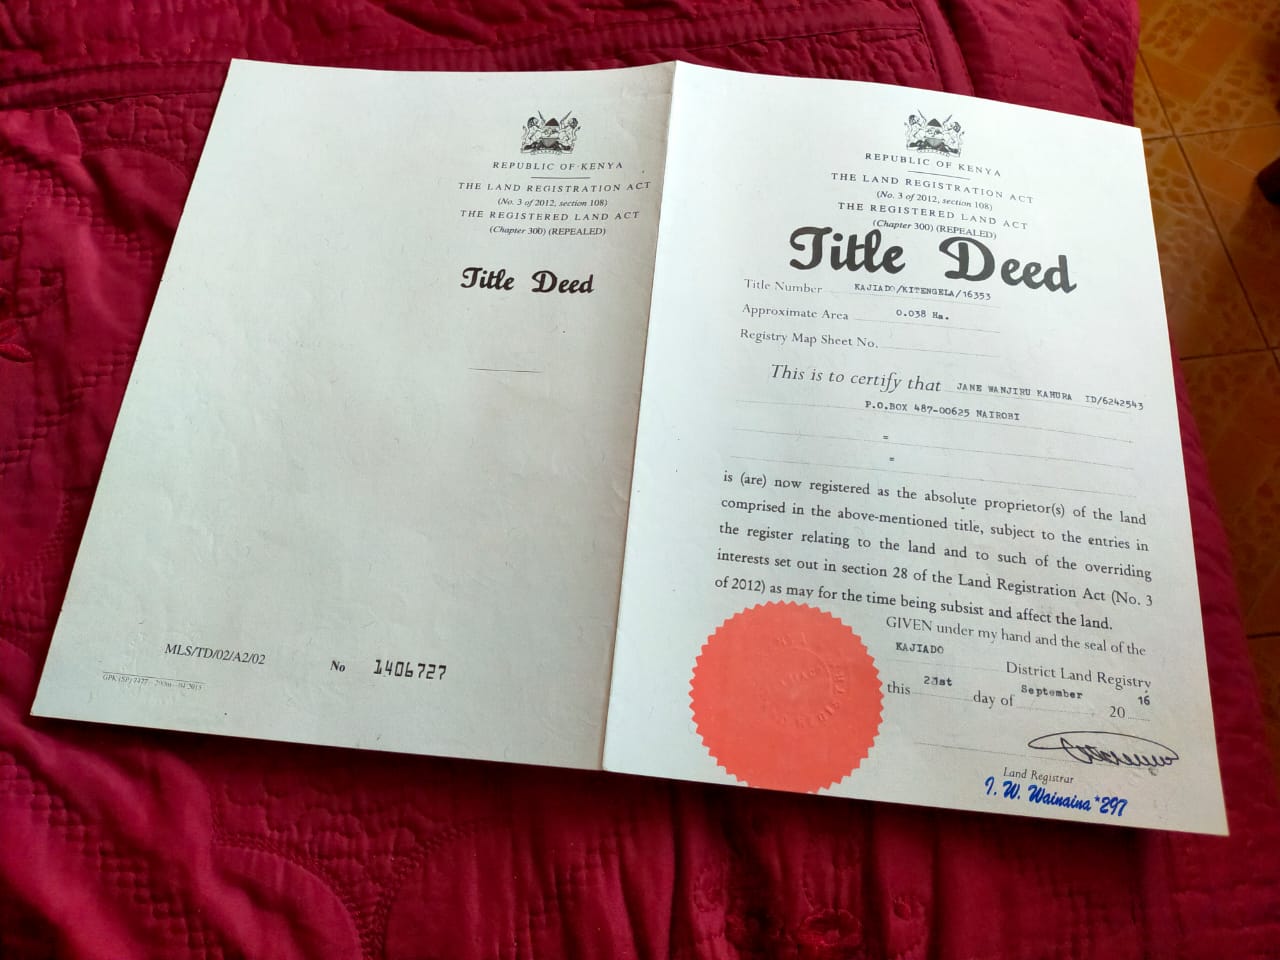 REPUBLIC OF KENYA
THE LAND REGISTRATION ACT
(No. 3 of 2012, section 108)
THE REGISTERED LAND ACT
(Chapter 300) (REPEALED)
Title Deed
MLS/TD/02/A2/02
No 1406727
REPUBLIC OF KENYA
THE LAND REGISTRATION ACT
(No. 3 of 2012, section 108)
THE REGISTERED LAND ACT
(Chapter 300) (REPEALED)
Title Deed
Title Number KAJIADO/KITENGELA/16353
Approximate Area 0.038 Ha.
Registry Map Sheet No.
This is to certify that JANE WANJIRU KAHURA ID/6242543
P.O.BOX 487-00625 NAIROBI
=
=
is (are) now registered as the absolute proprietor(s) of the land
comprised in the above-mentioned title, subject to the entries in
the register relating to the land and to such of the overriding
interests set out in section 28 of the Land Registration Act (No. 3
of 2012) as may for the time being subsist and affect the land.
GIVEN under my hand and the seal of the
KAJIADO District Land Registry
this 21st day of September 2016
Land Registrar
I. W. Wainaina *297